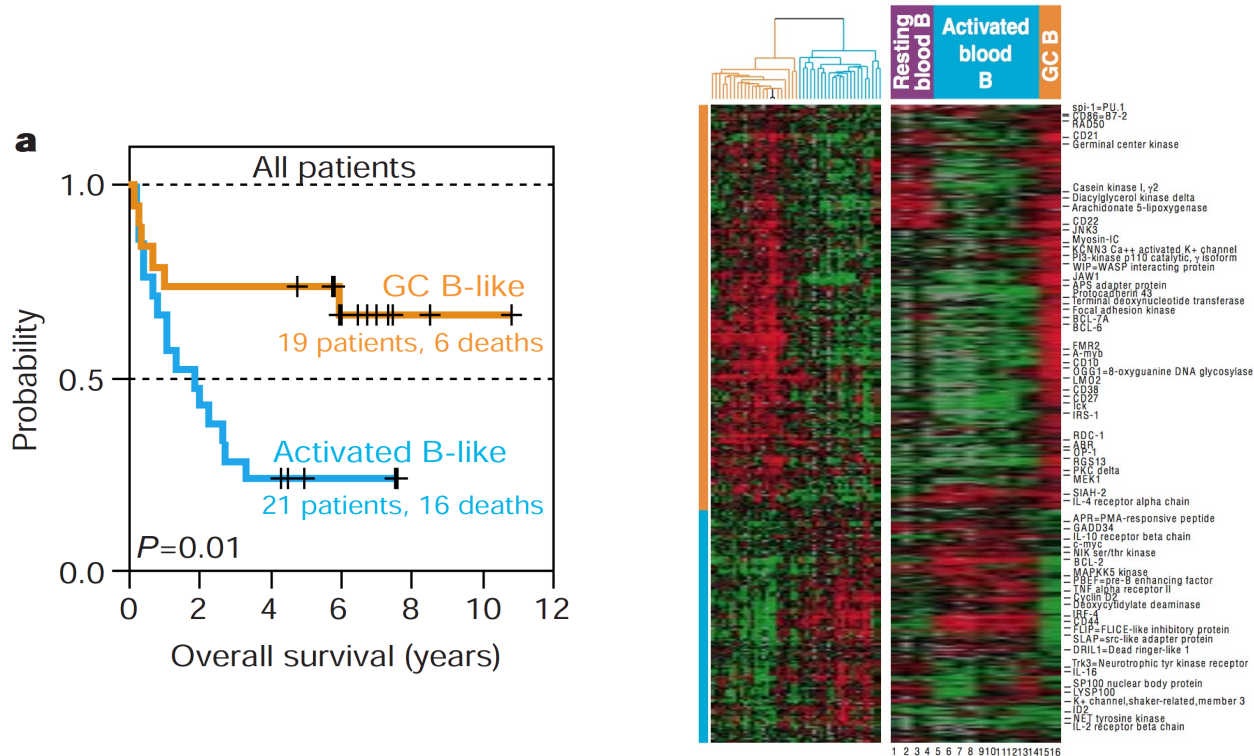 a
All patients
1.0
0.5
0.0
Probability
GC B-like
19 patients, 6 deaths
Activated B-like
21 patients, 16 deaths
P=0.01
0 2 4 6 8 10 12
Overall survival (years)
Resting
blood B
Activated
blood
B
GC B
spi-1=PU.1
CD86=B7-2
RAD50
CD21
Germinal center kinase
Casein kinase I, γ2
Diacylglycerol kinase delta
Arachidonate 5-lipoxygenase
CD22
JNK3
Myosin-IC
KCNN3 Ca++ activated K+ channel
PI3-kinase p110 catalytic, γ isoform
WIP=WASP interacting protein
JAW1
APS adapter protein
Protocadherin 43
Terminal deoxynucleotide transferase
Focal adhesion kinase
BCL-7A
BCL-6
FMR2
A-myb
CD10
OGG1=8-oxyguanine DNA glycosylase
LMO2
CD38
CD27
lck
IRS-1
RDC-1
ABR
OP-1
RGS13
PKC delta
MEK1
SIAH-2
IL-4 receptor alpha chain
APR=PMA-responsive peptide
GADD34
IL-10 receptor beta chain
c-myc
NIK ser/thr kinase
BCL-2
MAPKK5 kinase
PBEF=pre-B enhancing factor
TNF alpha receptor II
Cyclin D2
Deoxycytidylate deaminase
IRF-4
CD44
FLIP=FLICE-like inhibitory protein
SLAP=src-like adapter protein
DRIL1=Dead ringer-like 1
Trk3=Neurotrophic tyr kinase receptor
IL-16
SP100 nuclear body protein
LYSP100
K+ channel,shaker-related,member 3
ID2
NET tyrosine kinase
IL-2 receptor beta chain
1 2 3 4 5 6 7 8 9 10 11 12 13 14 15 16